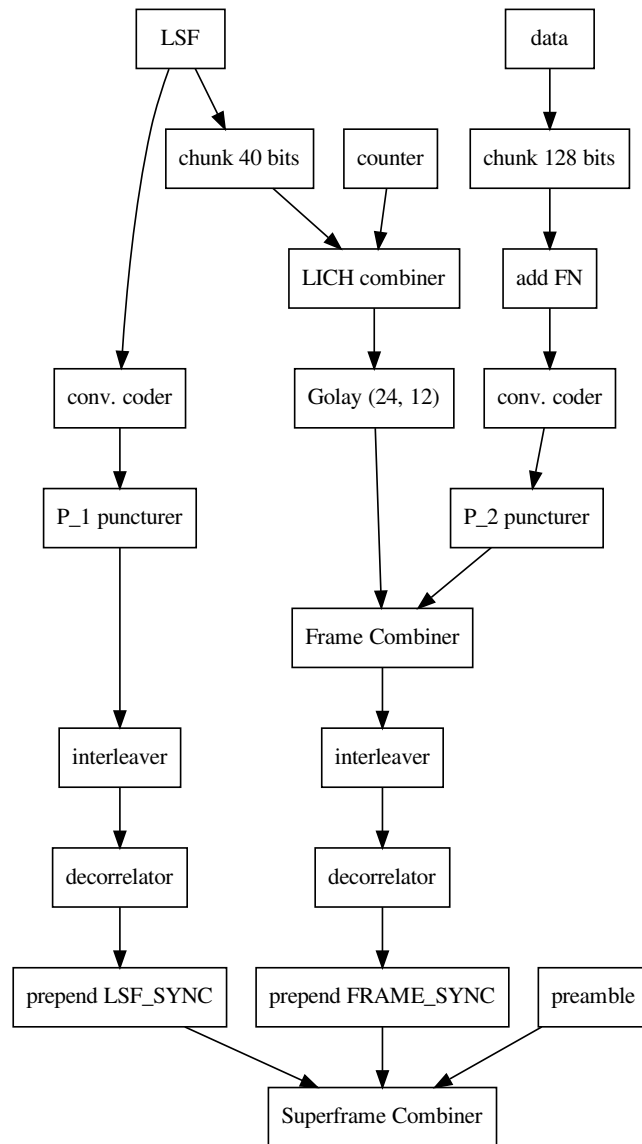 LSF
data
chunk 40 bits
counter
chunk 128 bits
LICH combiner
add FN
conv. coder
Golay (24, 12)
conv. coder
P_1 puncturer
P_2 puncturer
Frame Combiner
interleaver
interleaver
decorrelator
decorrelator
prepend LSF_SYNC
prepend FRAME_SYNC
preamble
Superframe Combiner